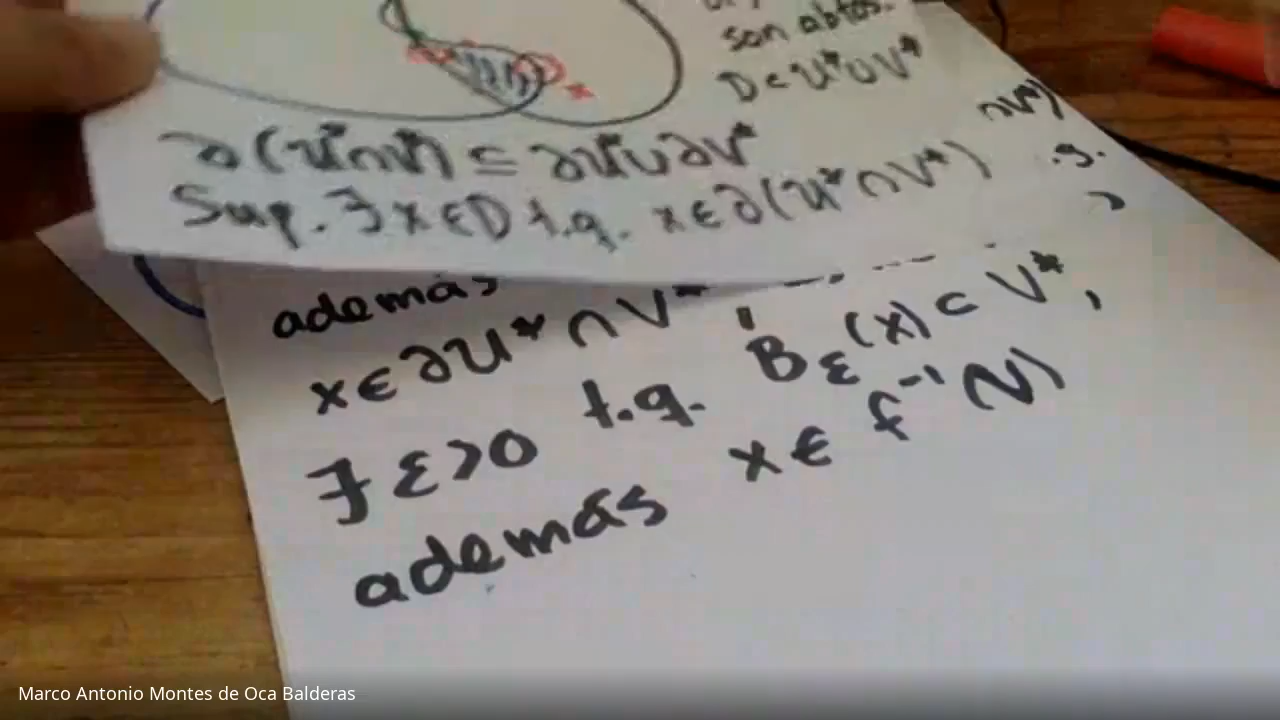 son abtos.
D ⊂ U* ∪ V*
∩ V*)
∂(U* ∩ V*) ⊆ ∂U* ∪ ∂V*
Sup. ∃ x ∈ D t.q. x ∈ ∂(U* ∩ V*)
además
x ∈ ∂U* ∩ V*
∃ ε > 0 t.q. B_ε(x) ⊂ V*,
además x ∈ f⁻¹(V)
Marco Antonio Montes de Oca Balderas